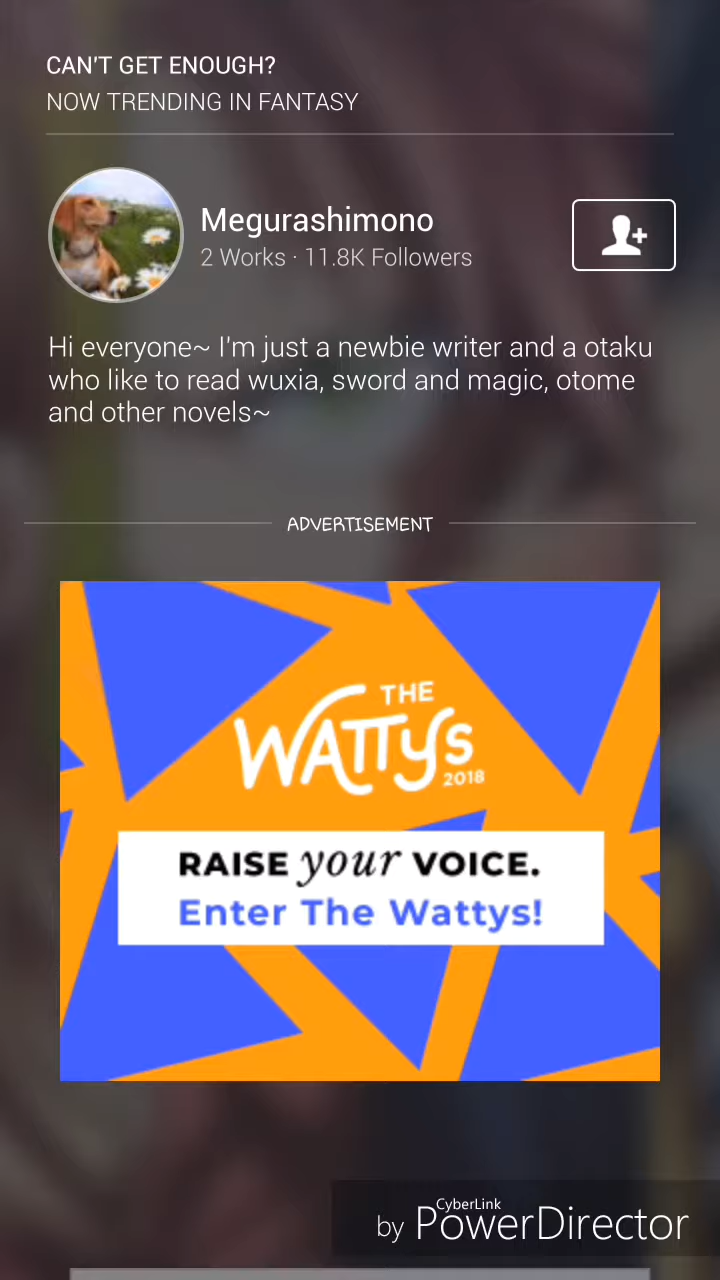 CAN'T GET ENOUGH?
NOW TRENDING IN FANTASY
Megurashimono
2 Works · 11.8K Followers
Hi everyone~ I'm just a newbie writer and a otaku
who like to read wuxia, sword and magic, otome
and other novels~
ADVERTISEMENT
THE
WATTYS
2018
RAISE your VOICE.
Enter The Wattys!
CyberLink
by PowerDirector